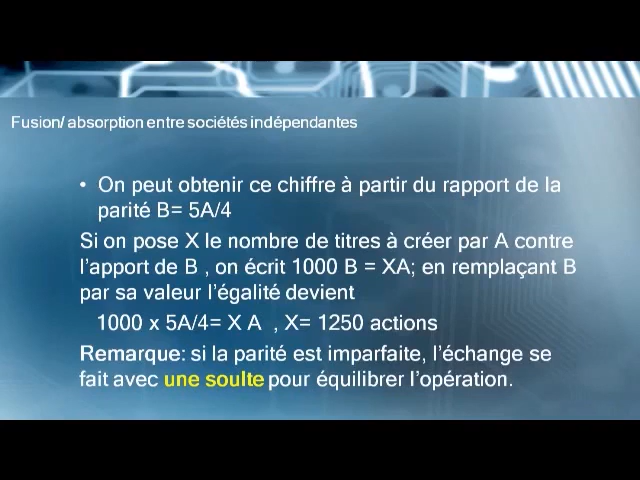 Fusion/ absorption entre sociétés indépendantes
• On peut obtenir ce chiffre à partir du rapport de la
parité B= 5A/4
Si on pose X le nombre de titres à créer par A contre
l'apport de B , on écrit 1000 B = XA; en remplaçant B
par sa valeur l'égalité devient
1000 x 5A/4= X A , X= 1250 actions
Remarque: si la parité est imparfaite, l'échange se
fait avec une soulte pour équilibrer l'opération.